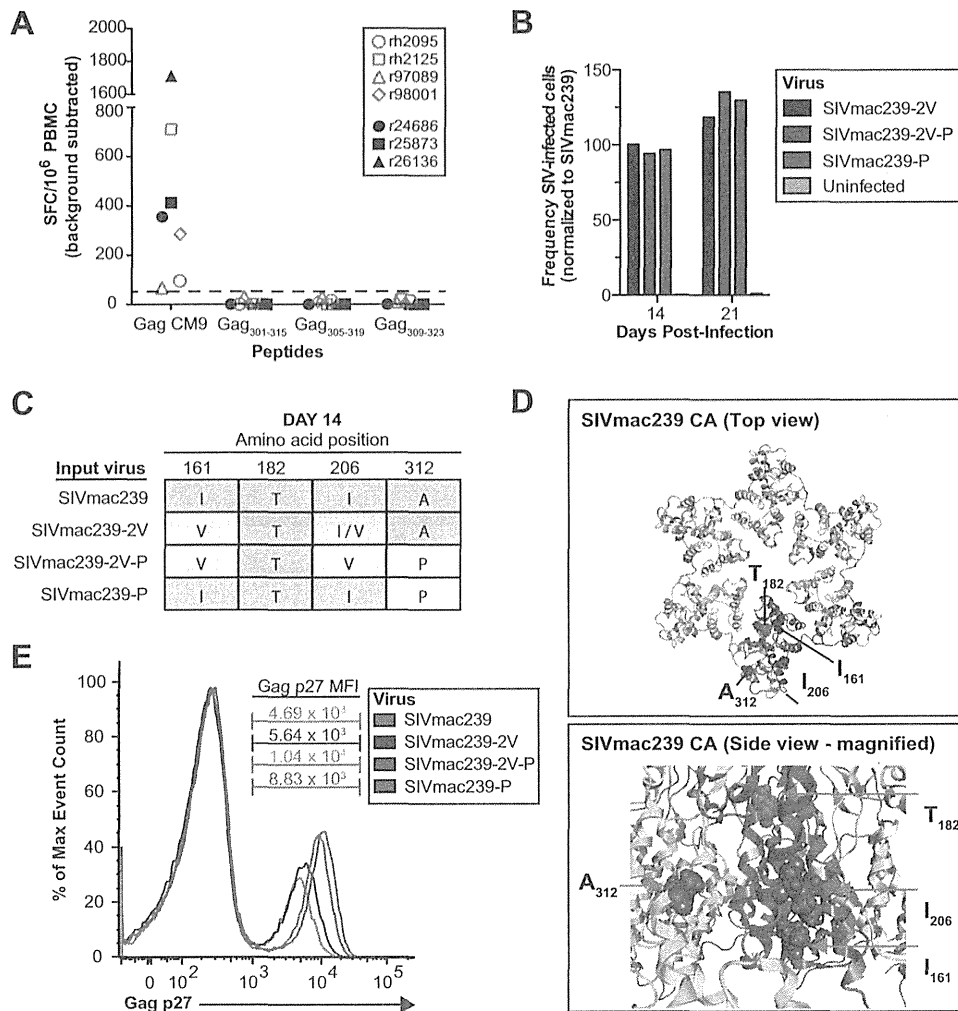 A
2000
1800
1600
800
600
400
200
0
SFC/10⁶ PBMC
(background subtracted)
rh2095
rh2125
r97089
r98001
r24686
r25873
r26136
Gag CM9
Gag₃₀₁₋₃₁₅
Gag₃₀₅₋₃₁₉
Gag₃₀₉₋₃₂₃
Peptides
B
150
100
50
0
Frequency SIV-infected cells
(normalized to SIVmac239)
14
21
Days Post-Infection
Virus
SIVmac239-2V
SIVmac239-2V-P
SIVmac239-P
Uninfected
C
DAY 14
Amino acid position
Input virus 161 182 206 312
SIVmac239 I T I A
SIVmac239-2V V T I/V A
SIVmac239-2V-P V T V P
SIVmac239-P I T I P
D
SIVmac239 CA (Top view)
T₁₈₂
I₁₆₁
I₂₀₆
A₃₁₂
SIVmac239 CA (Side view - magnified)
T₁₈₂
A₃₁₂
I₂₀₆
I₁₆₁
E
100
80
60
40
20
0
% of Max Event Count
Gag p27 MFI
5.64 x 10³
8.83 x 10³
Virus
SIVmac239
SIVmac239-2V
SIVmac239-2V-P
SIVmac239-P
0 10² 10³ 10⁴ 10⁵
Gag p27